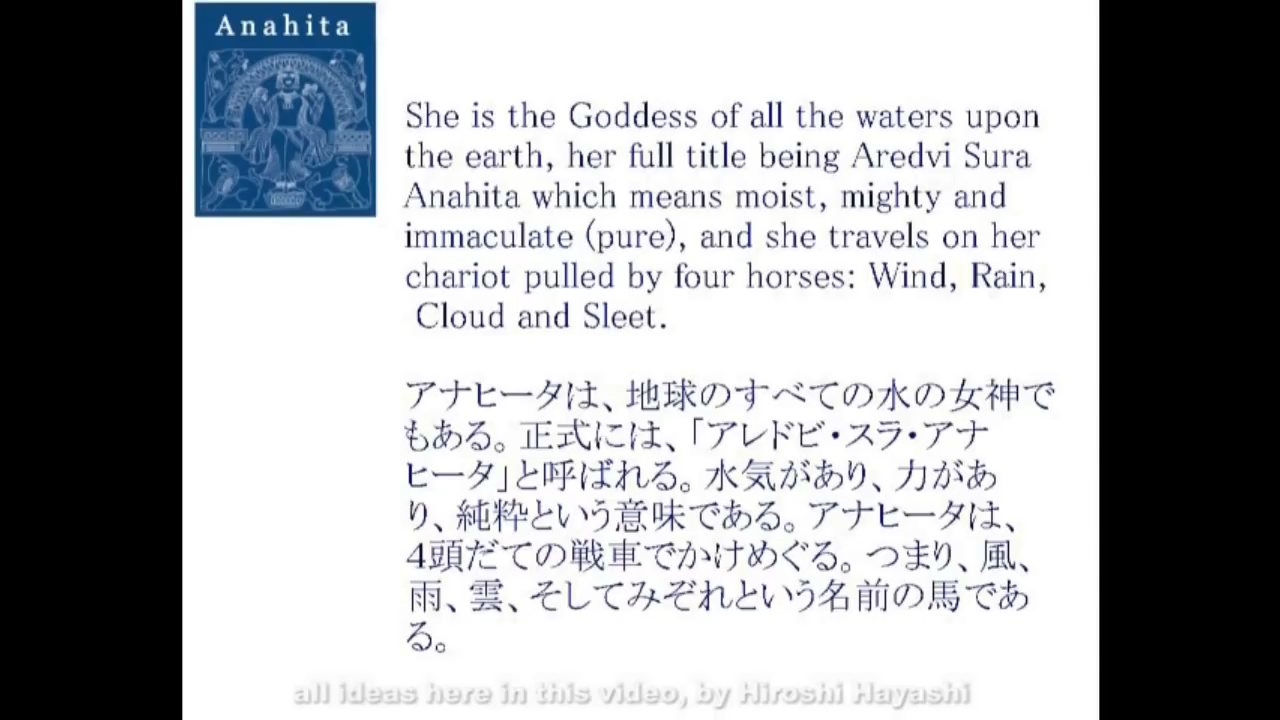 Anahita
She is the Goddess of all the waters upon
the earth, her full title being Aredvi Sura
Anahita which means moist, mighty and
immaculate (pure), and she travels on her
chariot pulled by four horses: Wind, Rain,
Cloud and Sleet.
アナヒータは、地球のすべての水の女神で
もある。正式には、「アレドビ・スラ・アナ
ヒータ」と呼ばれる。水気があり、力があ
り、純粋という意味である。アナヒータは、
4頭だての戦車でかけめぐる。つまり、風、
雨、雲、そしてみぞれという名前の馬であ
る。
all ideas here in this video, by Hiroshi Hayashi